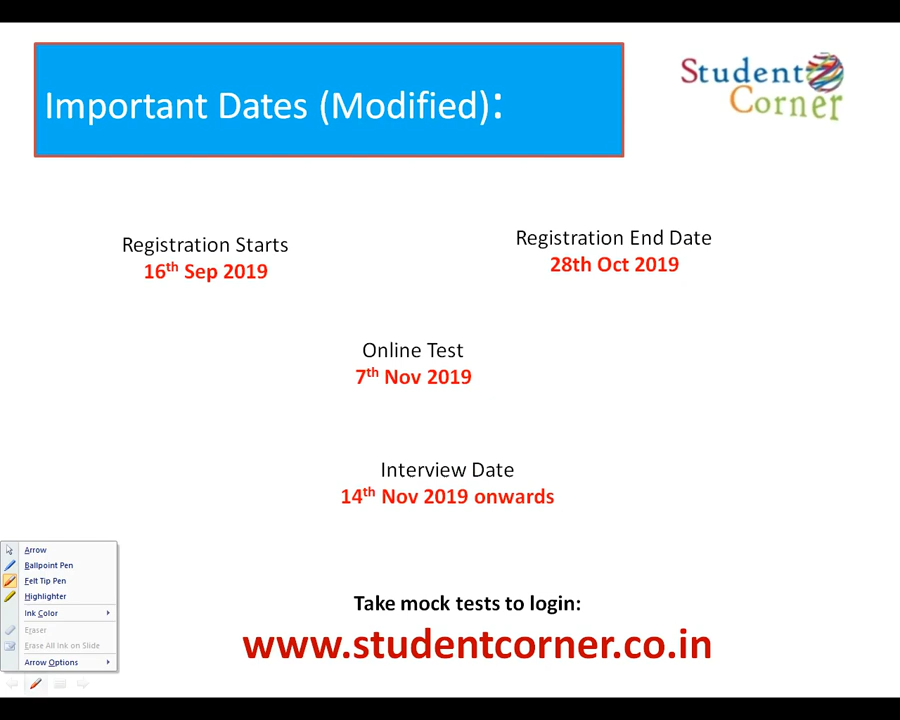 Important Dates (Modified):
Student
Corner
Registration Starts
16th Sep 2019
Registration End Date
28th Oct 2019
Online Test
7th Nov 2019
Interview Date
14th Nov 2019 onwards
Arrow
Ballpoint Pen
Felt Tip Pen
Highlighter
Ink Color
Eraser
Erase All Ink on Slide
Arrow Options
Take mock tests to login:
www.studentcorner.co.in